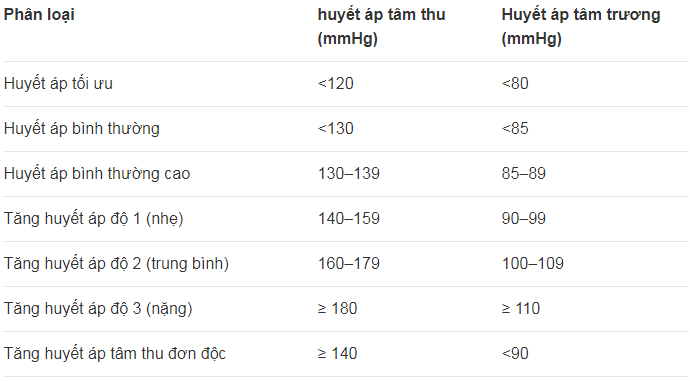 Phân loại huyết áp tâm thu (mmHg) Huyết áp tâm trương (mmHg)
Huyết áp tối ưu <120 <80
Huyết áp bình thường <130 <85
Huyết áp bình thường cao 130–139 85–89
Tăng huyết áp độ 1 (nhẹ) 140–159 90–99
Tăng huyết áp độ 2 (trung bình) 160–179 100–109
Tăng huyết áp độ 3 (nặng) ≥ 180 ≥ 110
Tăng huyết áp tâm thu đơn độc ≥ 140 <90